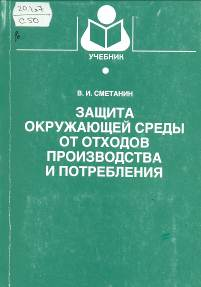 УЧЕБНИК
В. И. СМЕТАНИН
ЗАЩИТА
ОКРУЖАЮЩЕЙ СРЕДЫ
ОТ ОТХОДОВ
ПРОИЗВОДСТВА
И ПОТРЕБЛЕНИЯ